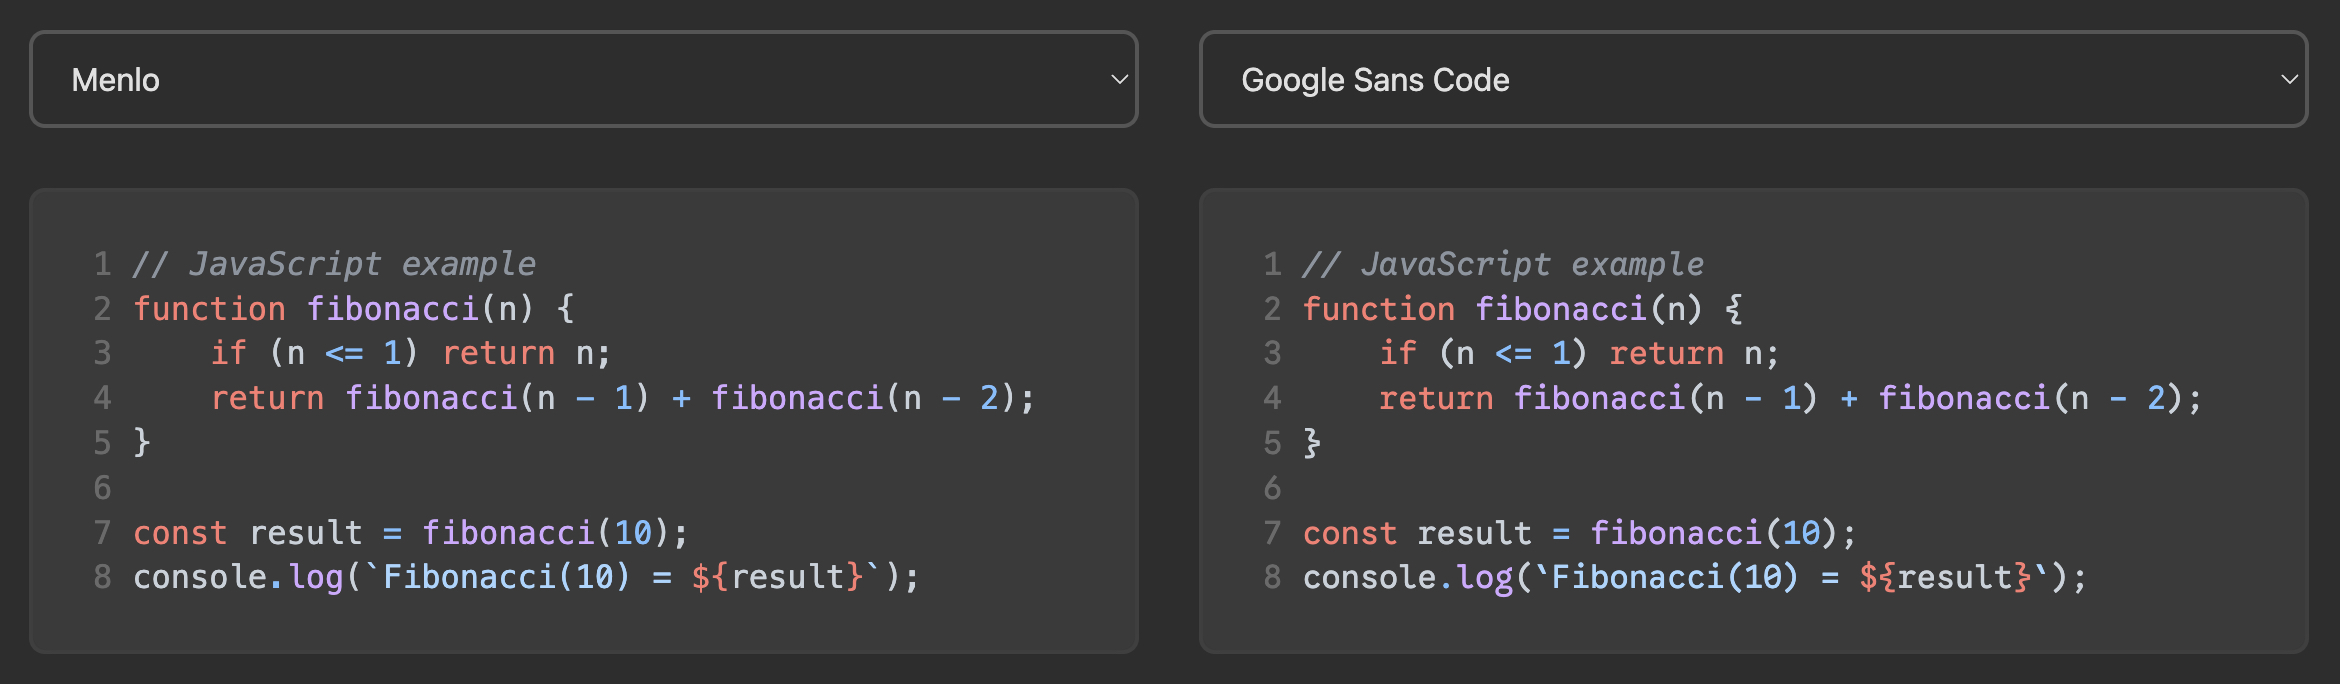 Menlo
Google Sans Code
1 // JavaScript example
2 function fibonacci(n) {
3     if (n <= 1) return n;
4     return fibonacci(n - 1) + fibonacci(n - 2);
5 }
6
7 const result = fibonacci(10);
8 console.log(`Fibonacci(10) = ${result}`);
1 // JavaScript example
2 function fibonacci(n) {
3     if (n <= 1) return n;
4     return fibonacci(n - 1) + fibonacci(n - 2);
5 }
6
7 const result = fibonacci(10);
8 console.log(`Fibonacci(10) = ${result}`);